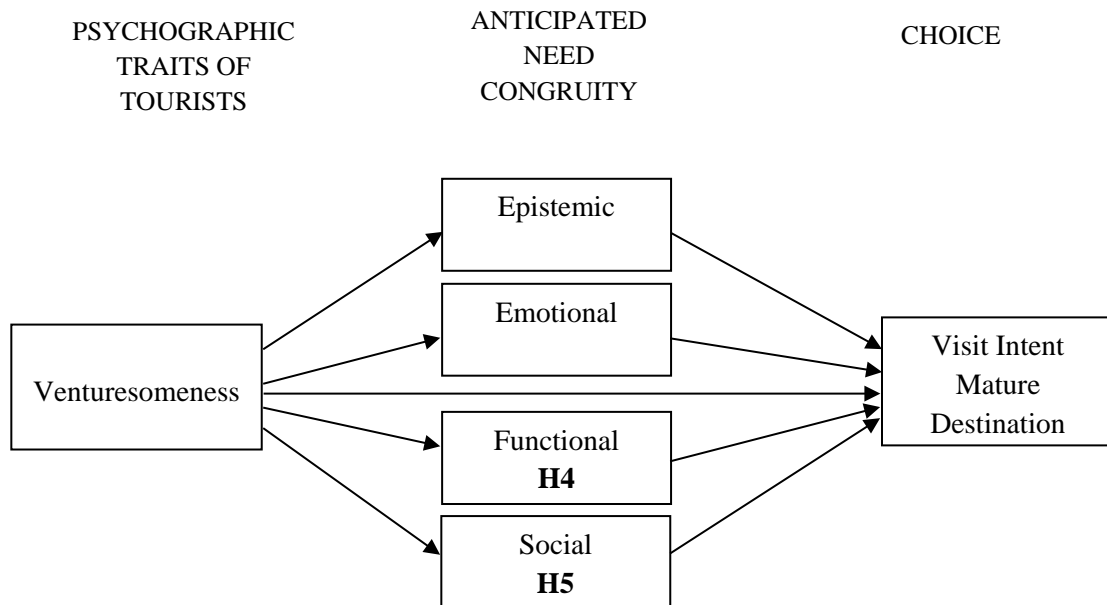 PSYCHOGRAPHIC
TRAITS OF
TOURISTS
ANTICIPATED
NEED
CONGRUITY
CHOICE
Epistemic
Emotional
Venturesomeness
Functional
H4
Social
H5
Visit Intent
Mature
Destination